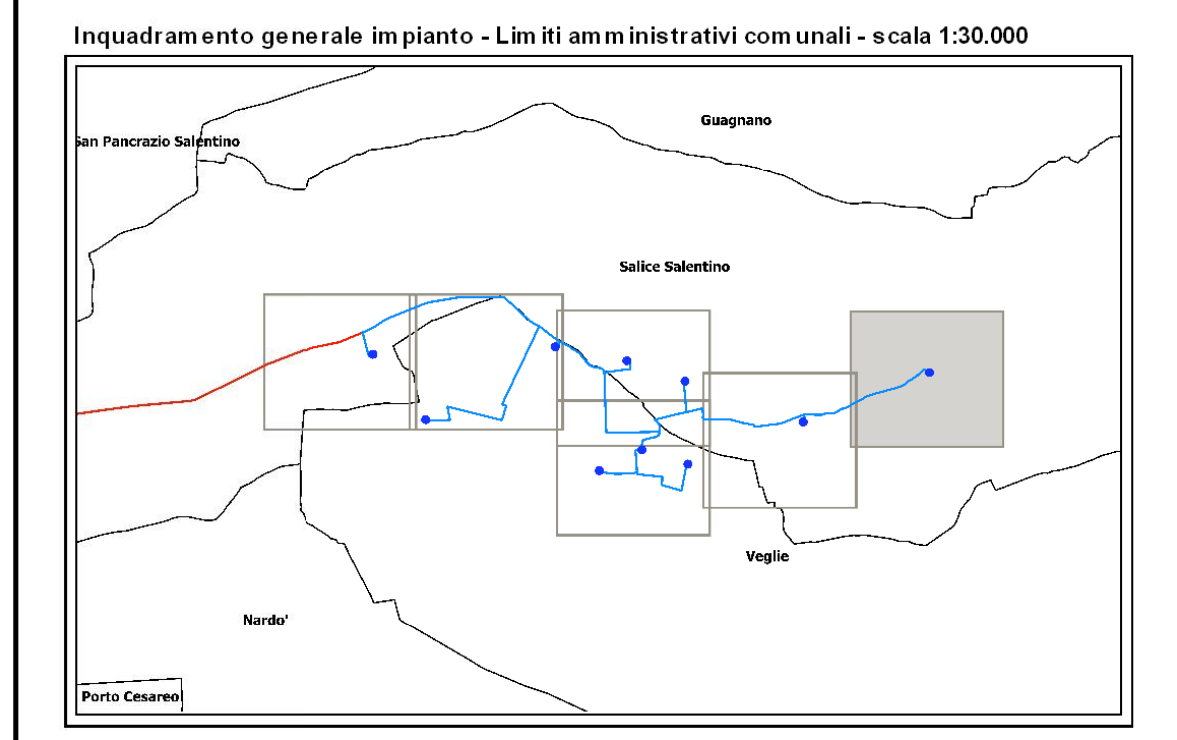 Inquadramento generale impianto - Limiti amministrativi comunali - scala 1:30.000
Guagnano
San Pancrazio Salentino
Salice Salentino
Veglie
Nardo'
Porto Cesareo